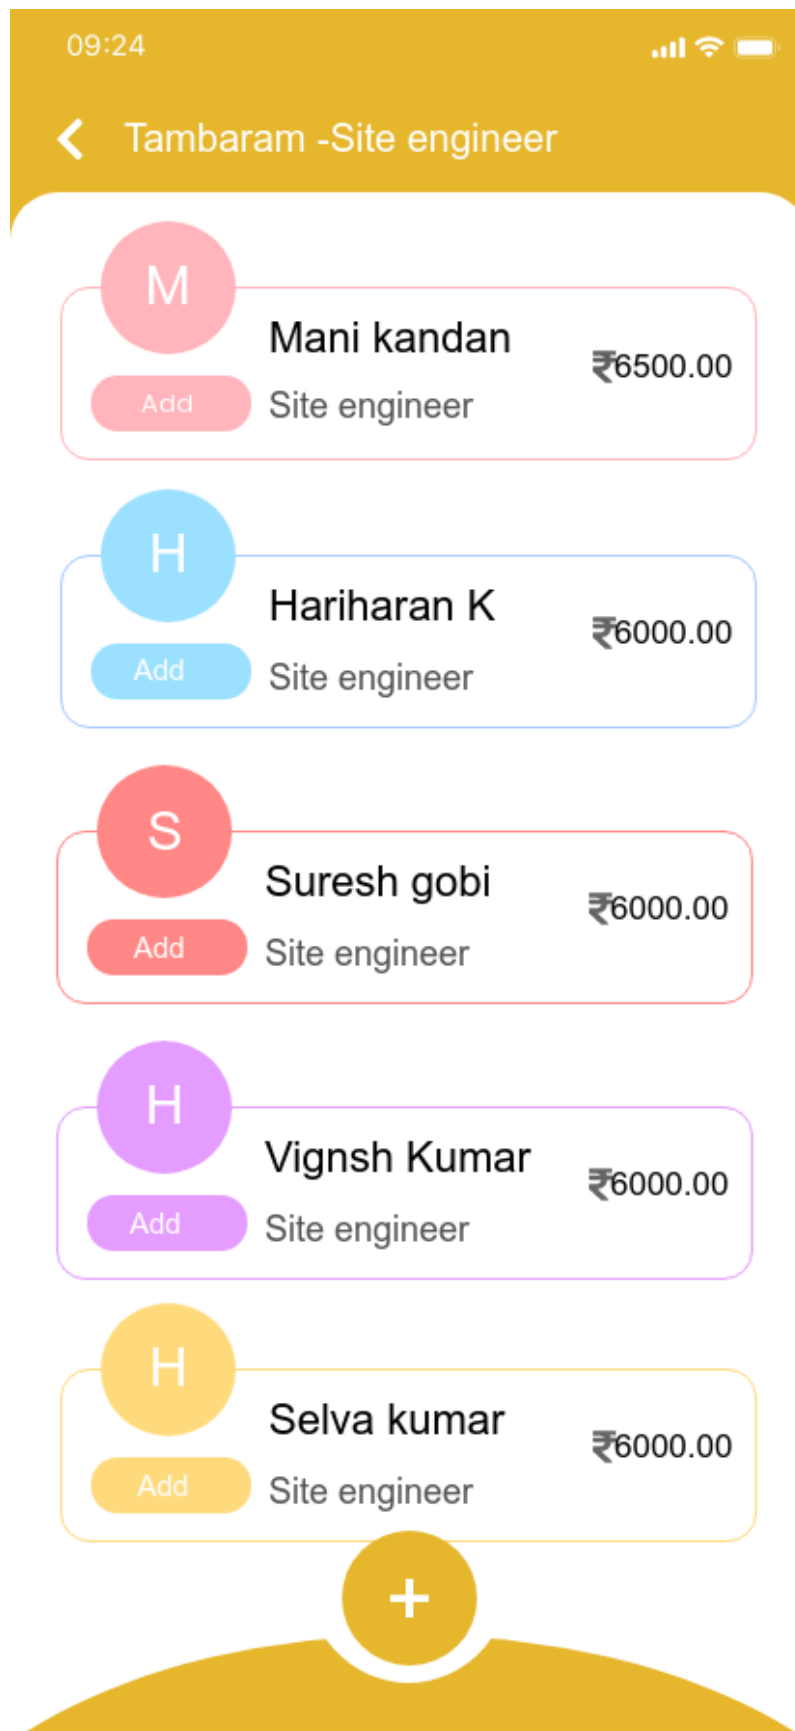 09:24
Tambaram -Site engineer
M
Mani kandan
₹6500.00
Add
Site engineer
H
Hariharan K
₹6000.00
Add
Site engineer
S
Suresh gobi
₹6000.00
Add
Site engineer
H
Vignsh Kumar
₹6000.00
Add
Site engineer
H
Selva kumar
₹6000.00
Add
Site engineer
+